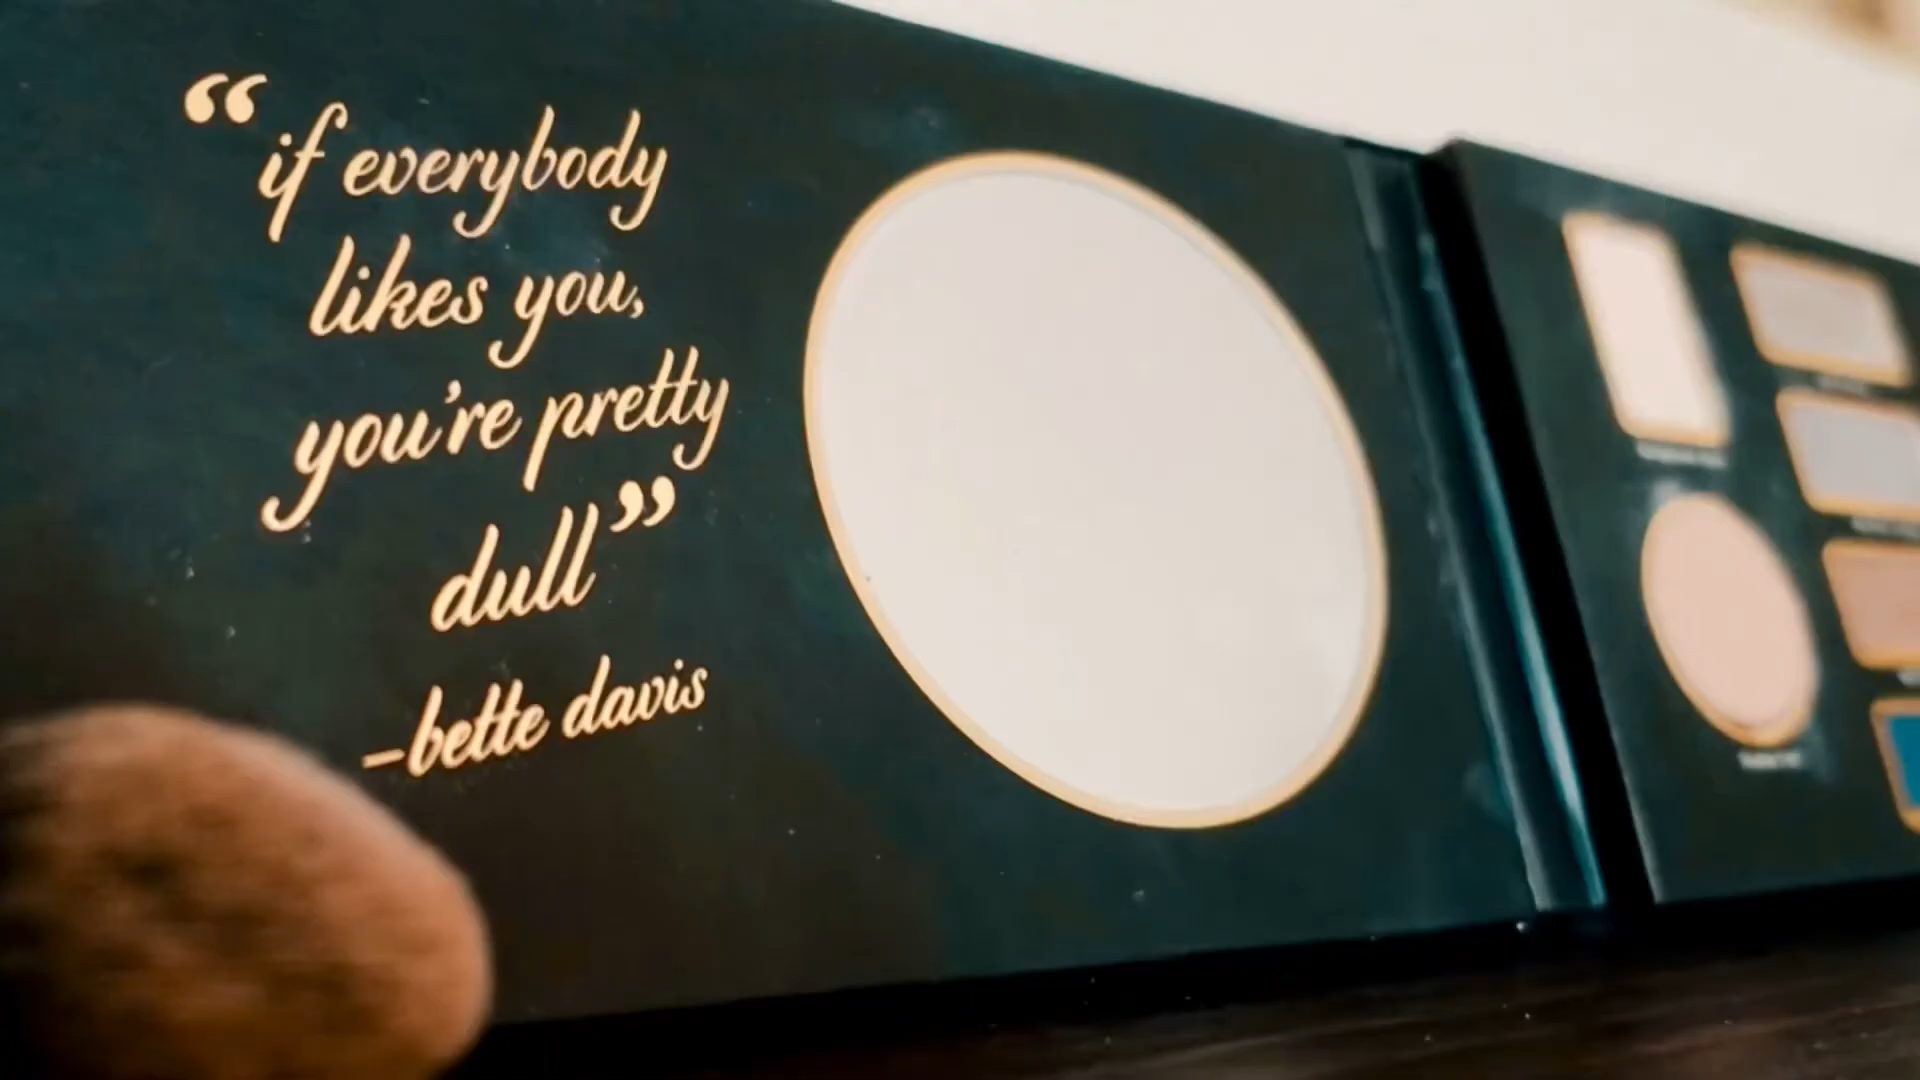 “if everybody
likes you,
you're pretty
dull”
-bette davis